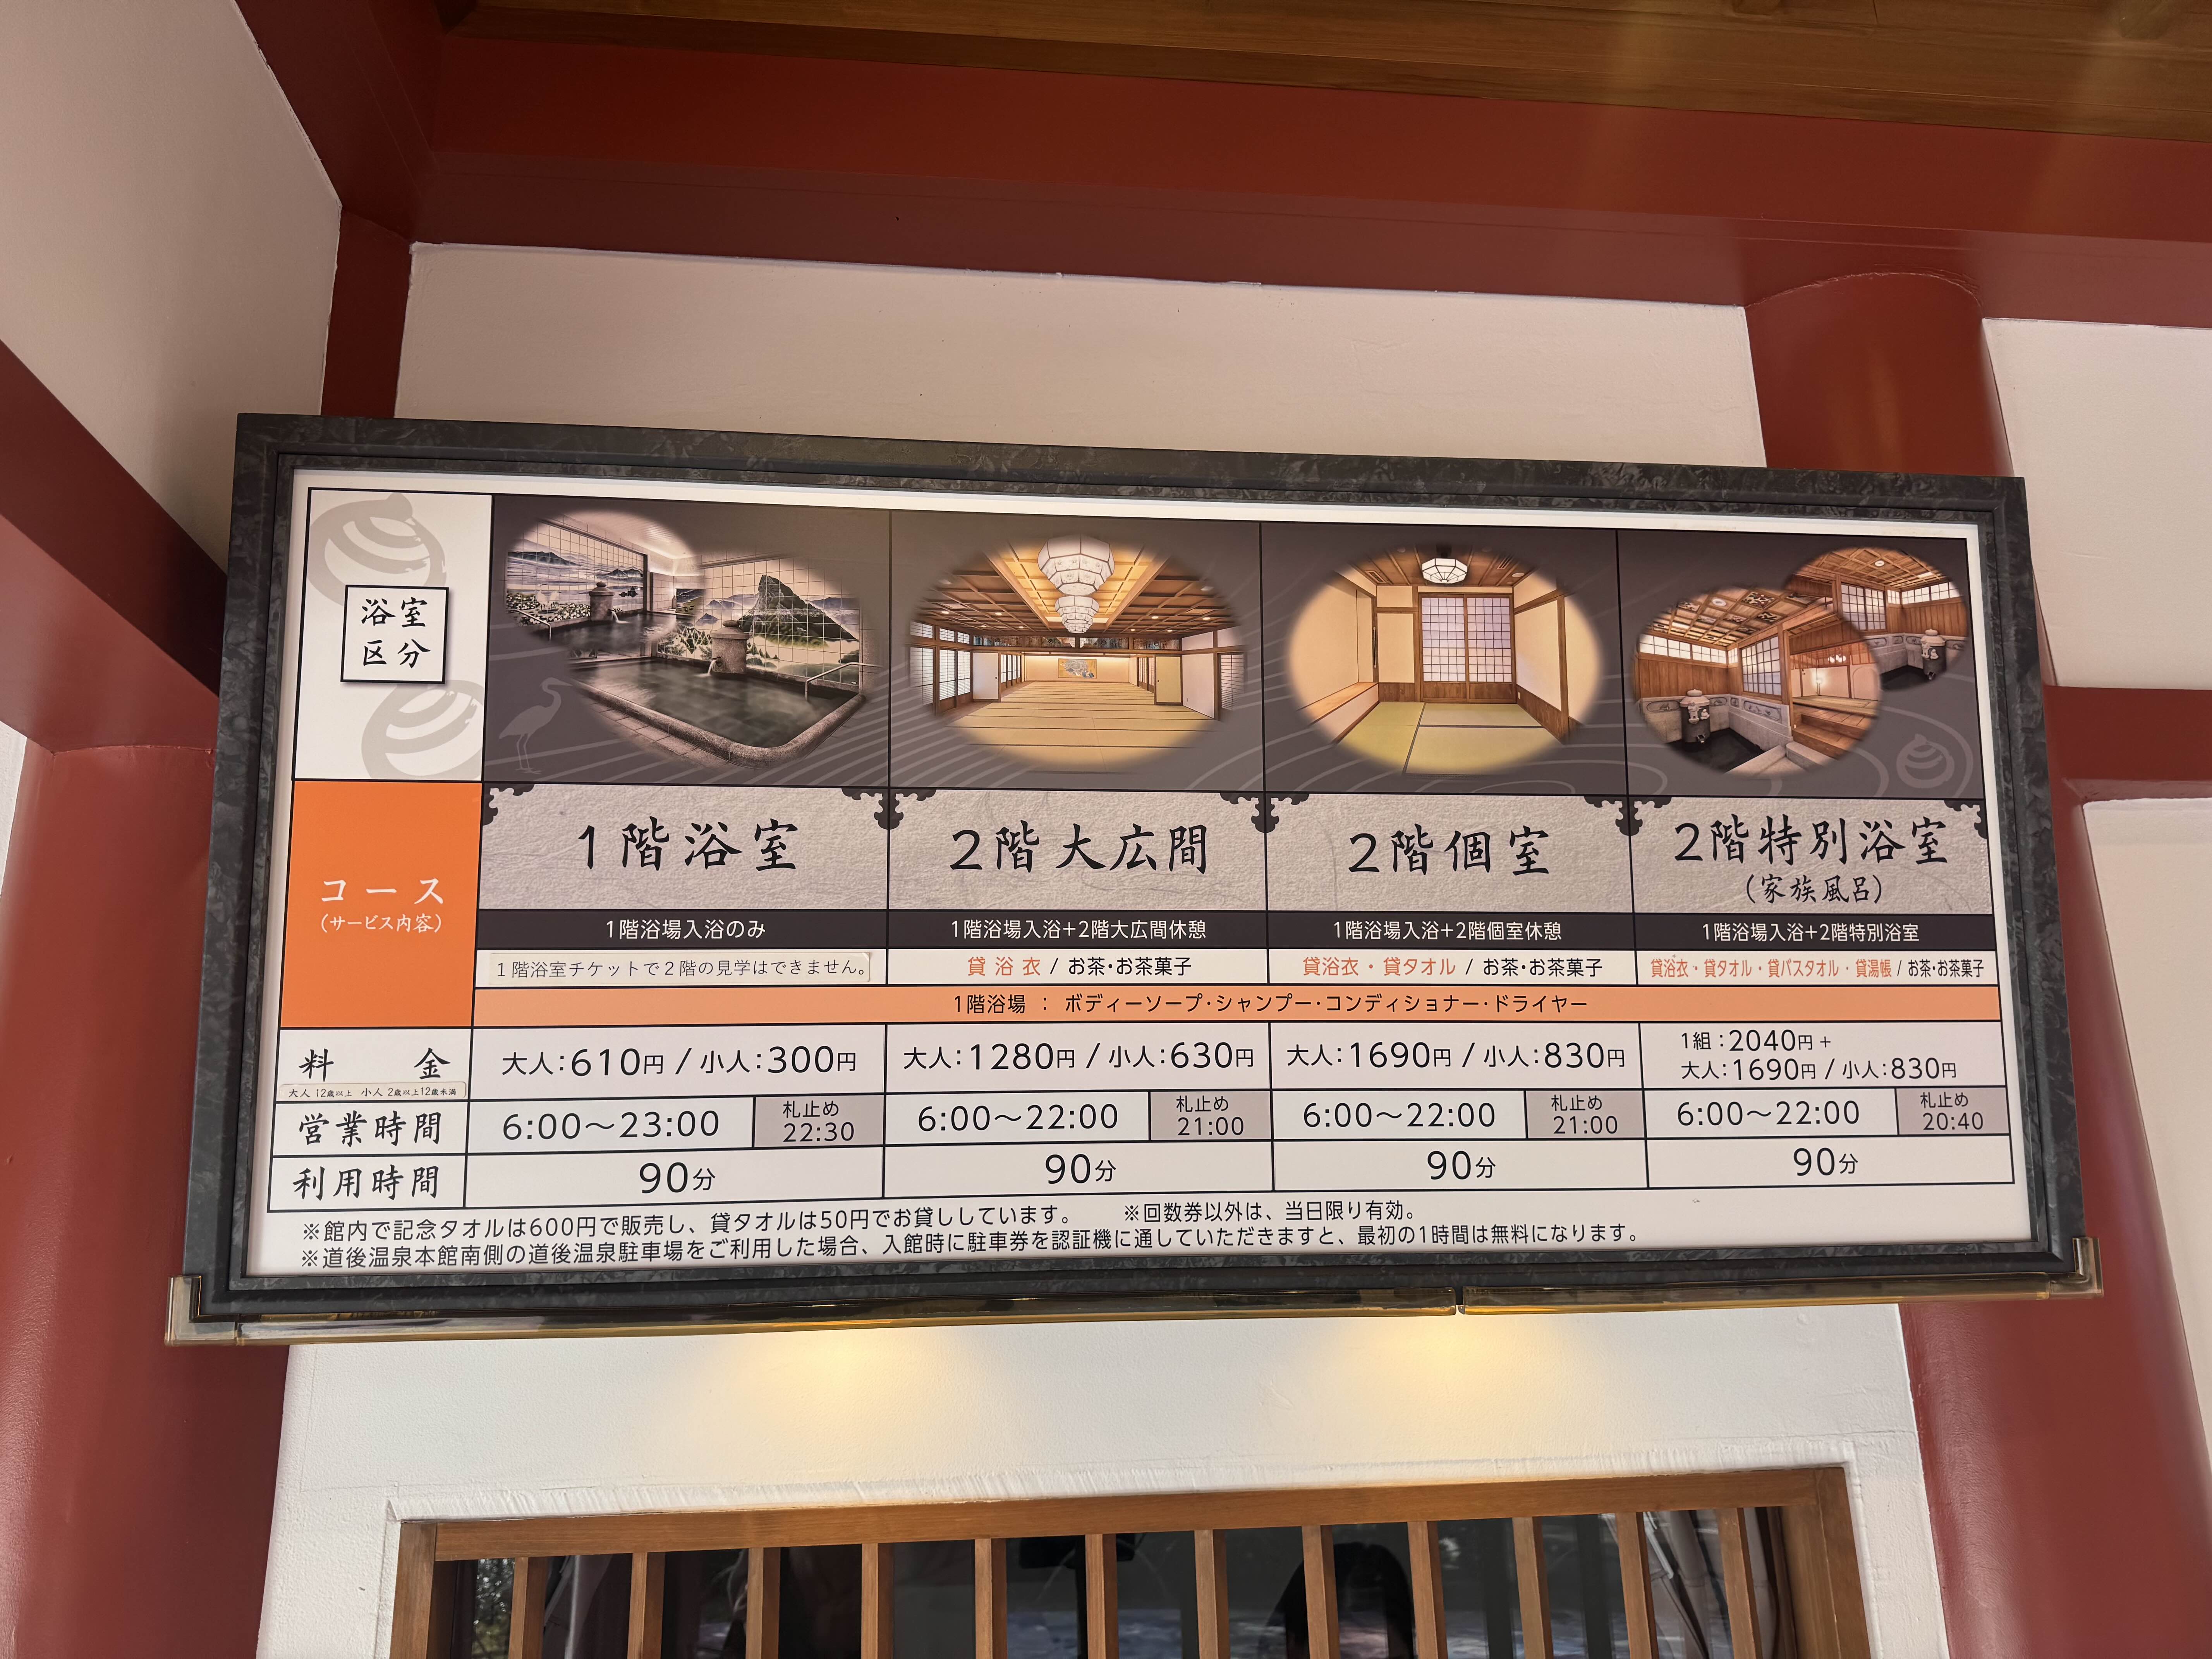 浴室
区分
コース
(サービス内容)
1階浴室
2階大広間
2階個室
2階特別浴室
(家族風呂)
1階浴場入浴のみ
1階浴場入浴+2階大広間休憩
1階浴場入浴+2階個室休憩
1階浴場入浴+2階特別浴室
1階浴室チケットで2階の見学はできません。
貸浴衣 / お茶・お茶菓子
貸浴衣・貸タオル / お茶・お茶菓子
貸浴衣・貸タオル・貸バスタオル・貸湯帳 / お茶・お茶菓子
1階浴場 : ボディーソープ・シャンプー・コンディショナー・ドライヤー
料 金
大人 12歳以上 小人 2歳以上12歳未満
大人:610円 / 小人:300円
大人:1280円 / 小人:630円
大人:1690円 / 小人:830円
1組:2040円+
大人:1690円 / 小人:830円
営業時間
6:00〜23:00
札止め
22:30
6:00〜22:00
札止め
21:00
6:00〜22:00
札止め
21:00
6:00〜22:00
札止め
20:40
利用時間
90分
90分
90分
90分
※館内で記念タオルは600円で販売し、貸タオルは50円でお貸ししています。 ※回数券以外は、当日限り有効。
※道後温泉本館南側の道後温泉駐車場をご利用した場合、入館時に駐車券を認証機に通していただきますと、最初の1時間は無料になります。